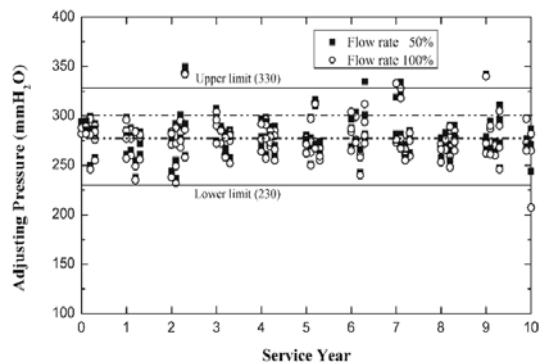 400
350
300
250
225
150
100
Adjusting Pressure (mmH₂O)
Flow rate 50%
Flow rate 100%
Upper limit (330)
Lower limit (230)
0 1 2 3 4 5 6 7 8 9 10
Service Year